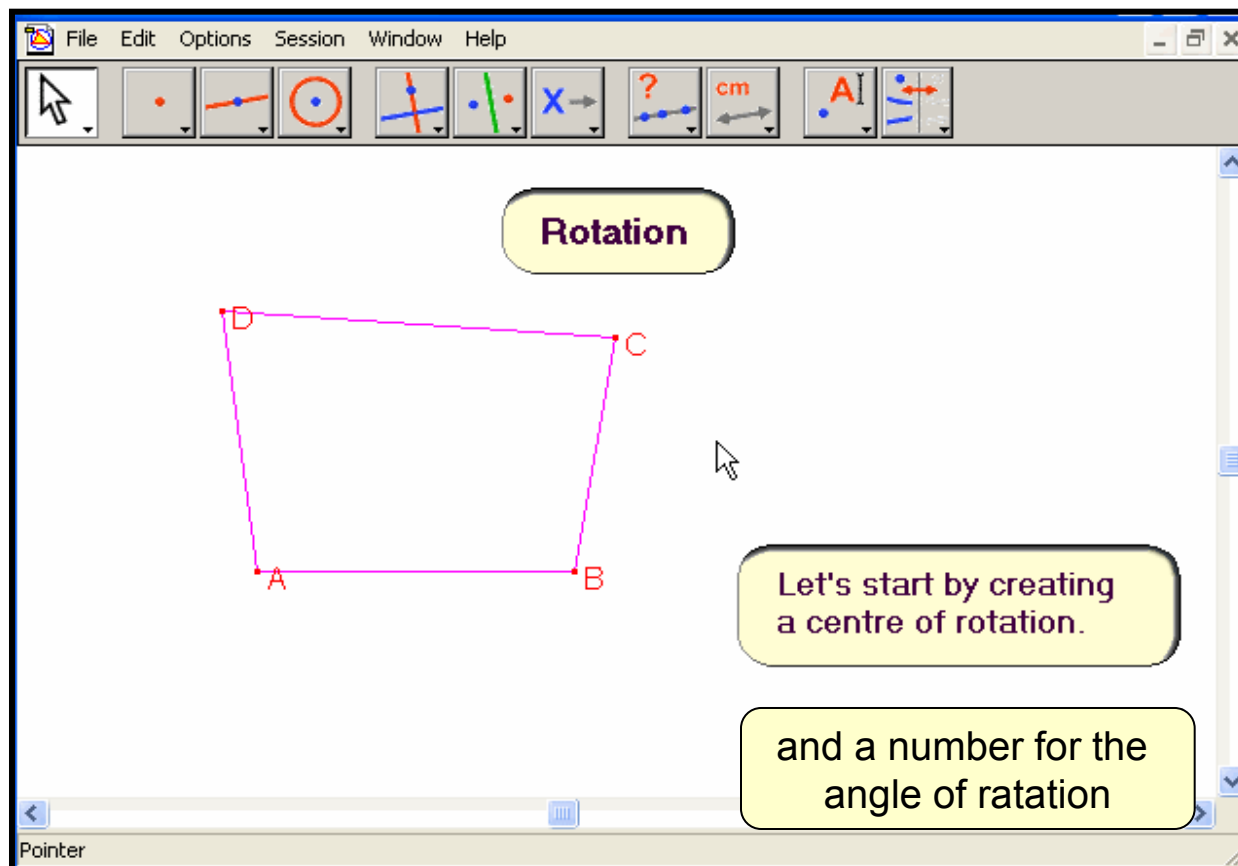 File Edit Options Session Window Help
? cm A
X
Rotation
D
C
A
B
Let's start by creating
a centre of rotation.
and a number for the
angle of ratation
Pointer